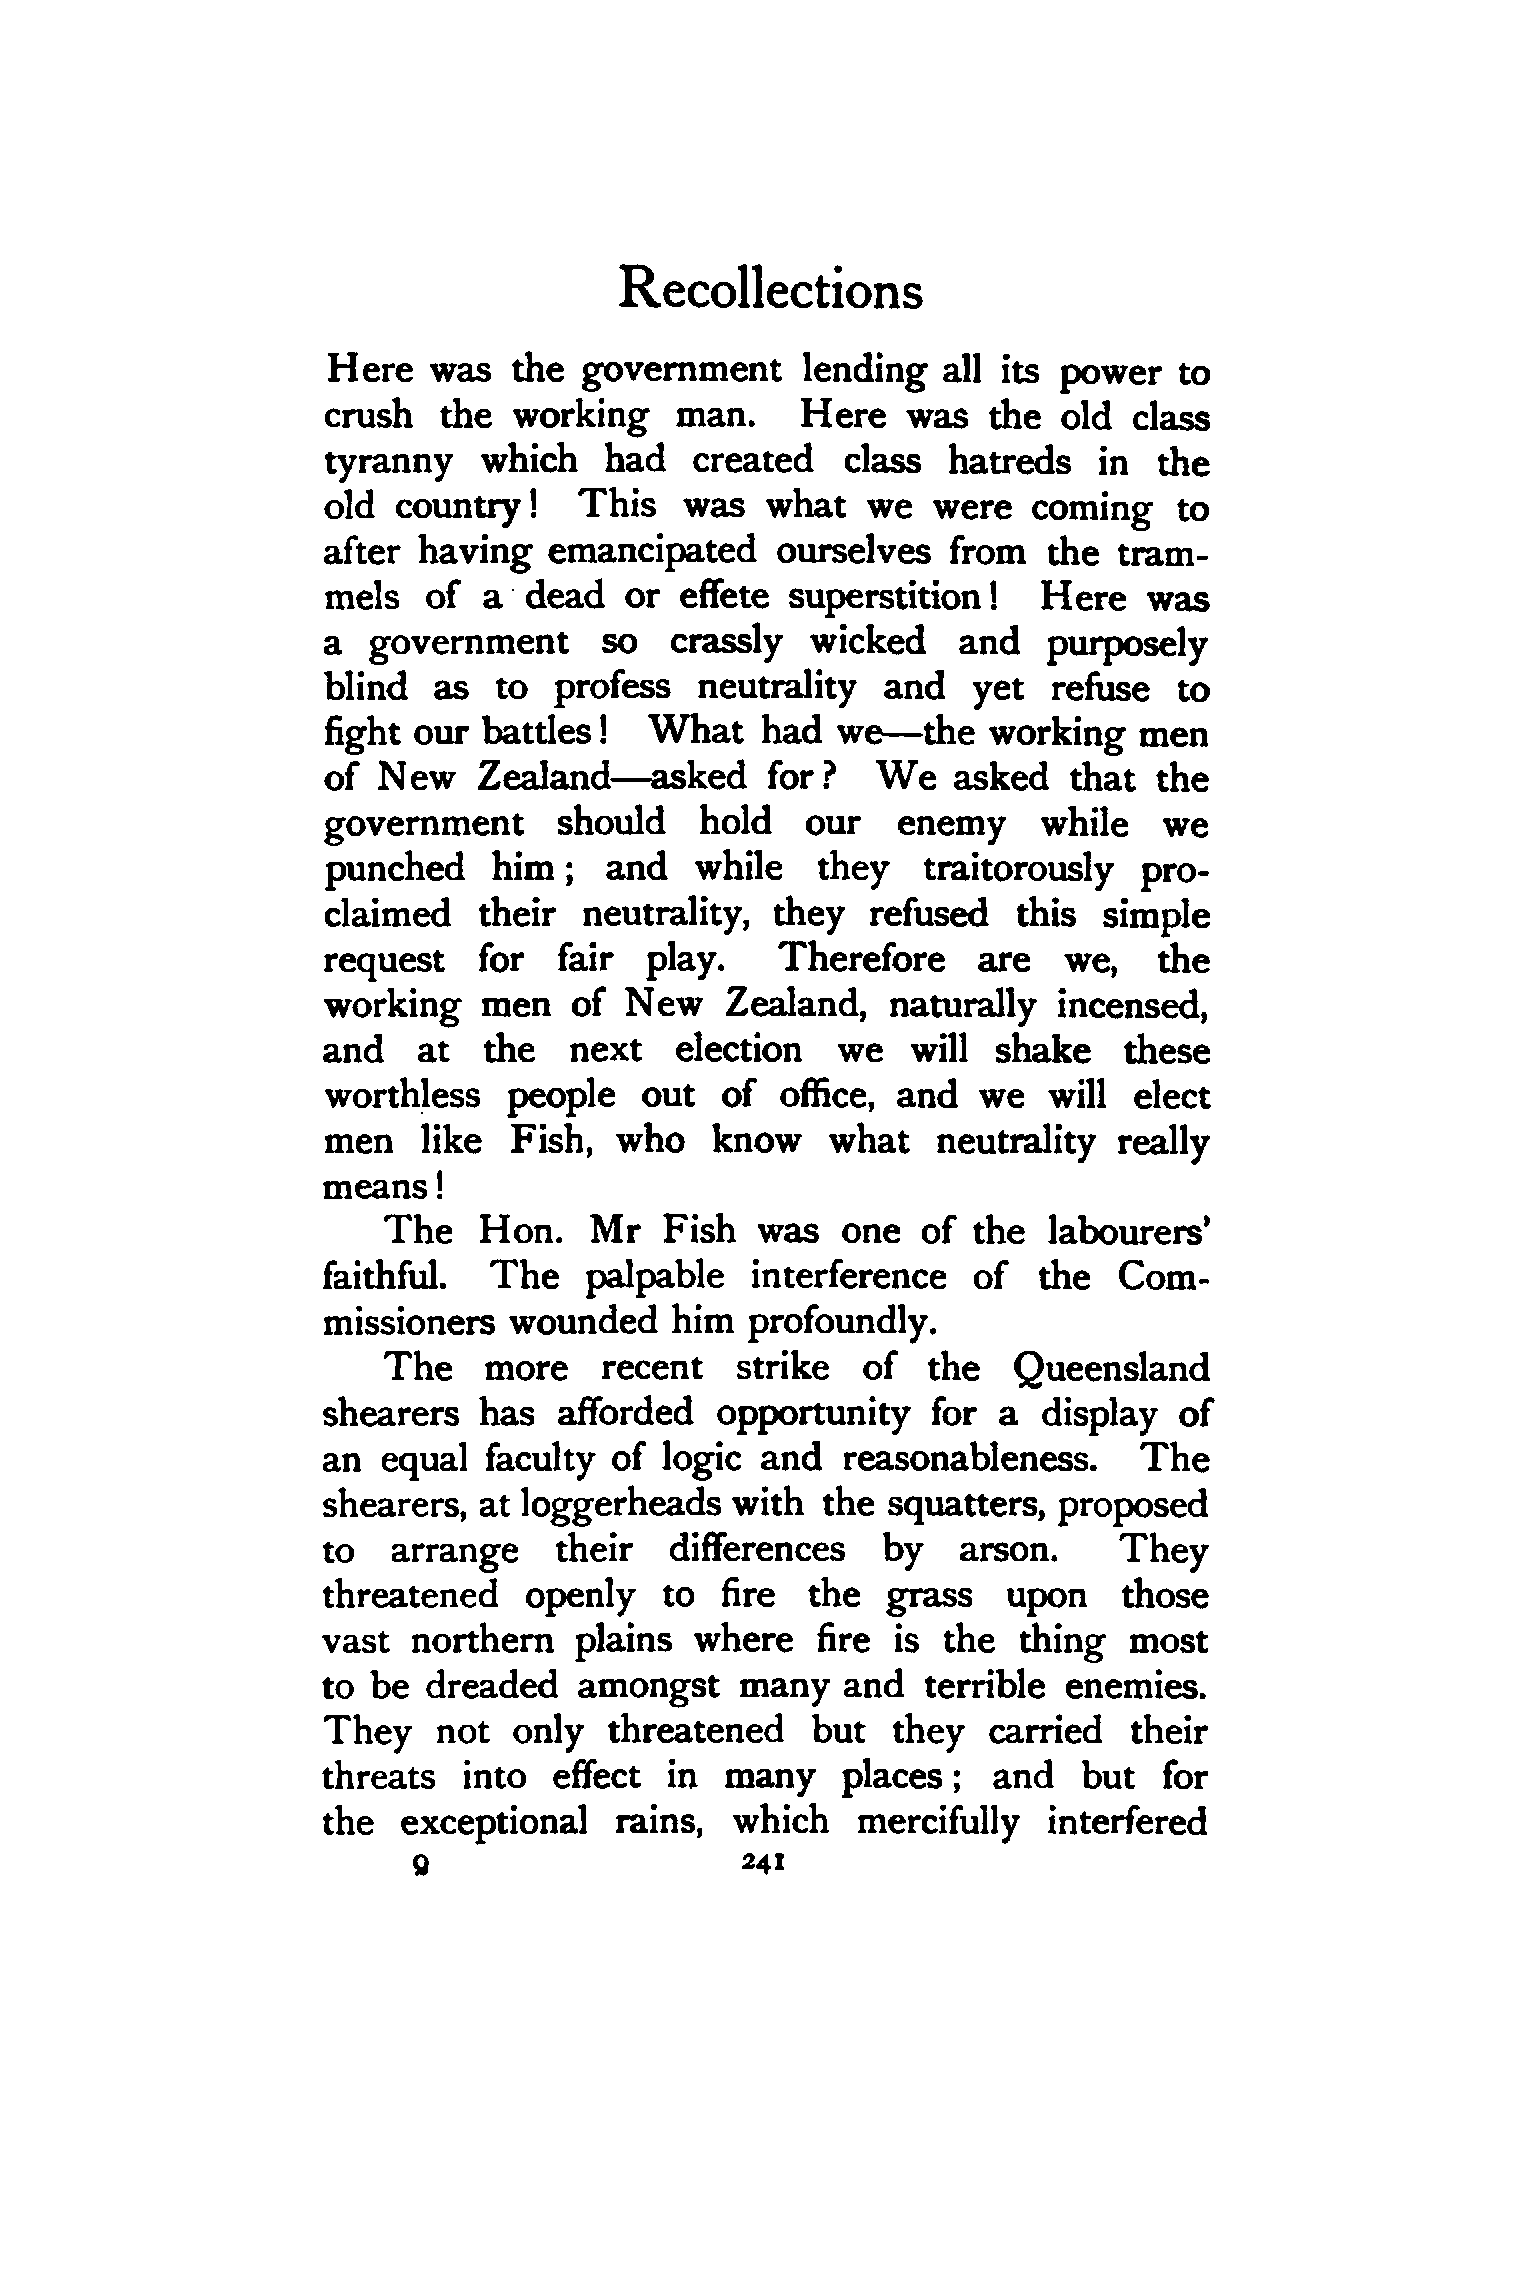 Recollections
Here was the government lending all its power to
crush the working man. Here was the old class
tyranny which had created class hatreds in the
old country! This was what we were coming to
after having emancipated ourselves from the tram-
mels of a dead or effete superstition! Here was
a government so crassly wicked and purposely
blind as to profess neutrality and yet refuse to
fight our battles! What had we—the working men
of New Zealand—asked for? We asked that the
government should hold our enemy while we
punched him; and while they traitorously pro-
claimed their neutrality, they refused this simple
request for fair play. Therefore are we, the
working men of New Zealand, naturally incensed,
and at the next election we will shake these
worthless people out of office, and we will elect
men like Fish, who know what neutrality really
means!
The Hon. Mr Fish was one of the labourers'
faithful. The palpable interference of the Com-
missioners wounded him profoundly.
The more recent strike of the Queensland
shearers has afforded opportunity for a display of
an equal faculty of logic and reasonableness. The
shearers, at loggerheads with the squatters, proposed
to arrange their differences by arson. They
threatened openly to fire the grass upon those
vast northern plains where fire is the thing most
to be dreaded amongst many and terrible enemies.
They not only threatened but they carried their
threats into effect in many places; and but for
the exceptional rains, which mercifully interfered
Q 241